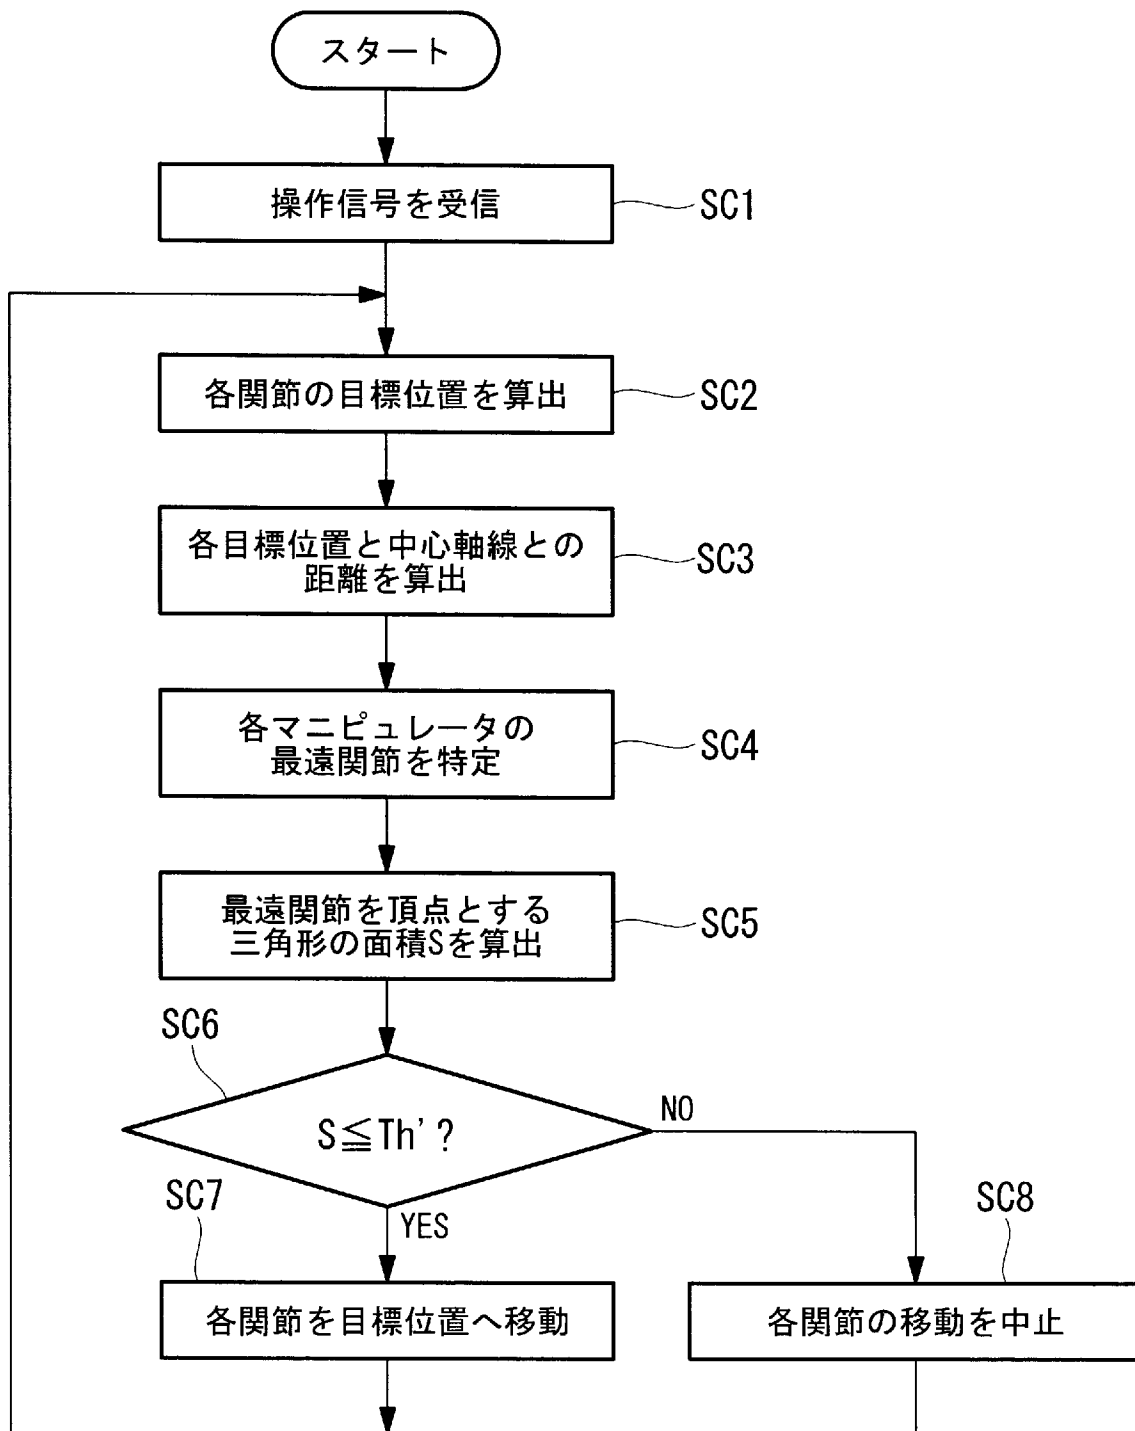 スタート
操作信号を受信
SC1
各関節の目標位置を算出
SC2
各目標位置と中心軸線との
距離を算出
SC3
各マニピュレータの
最遠関節を特定
SC4
最遠関節を頂点とする
三角形の面積Sを算出
SC5
SC6
S≦Th'?
NO
YES
SC7
各関節を目標位置へ移動
SC8
各関節の移動を中止